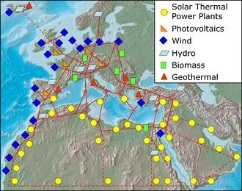 Solar Thermal
Power Plants
Photovoltaics
Wind
Hydro
Biomass
Geothermal